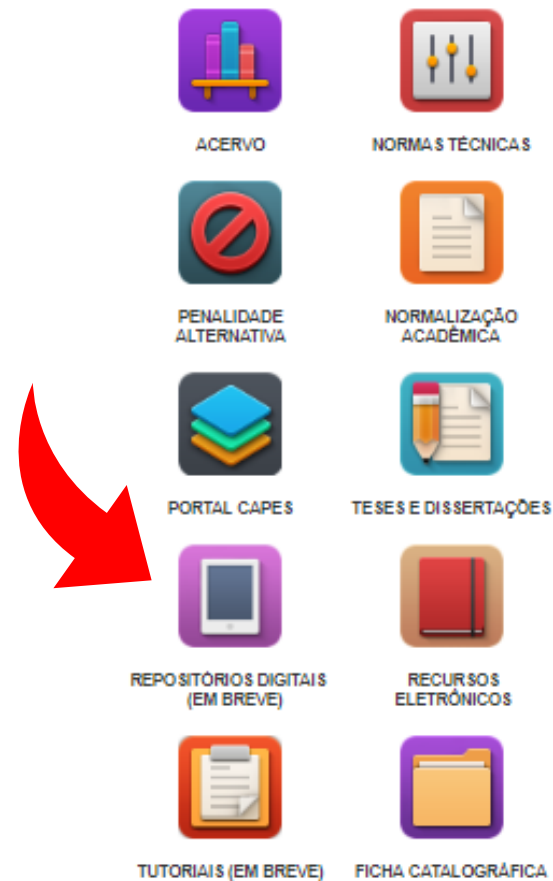 ACERVO
NORMAS TÉCNICAS
PENALIDADE
ALTERNATIVA
NORMALIZAÇÃO
ACADÊMICA
PORTAL CAPES
TESES E DISSERTAÇÕES
REPOSITÓRIOS DIGITAIS
(EM BREVE)
RECURSOS
ELETRÔNICOS
TUTORIAIS (EM BREVE)
FICHA CATALOGRÁFICA